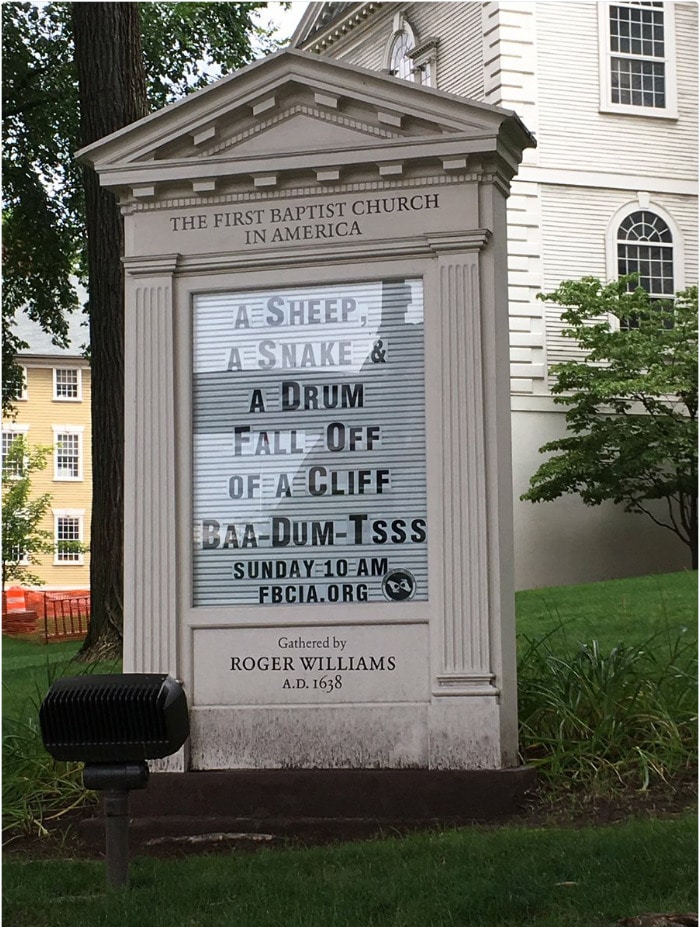 THE FIRST BAPTIST CHURCH
IN AMERICA
A SHEEP,
A SNAKE &
A DRUM
FALL OFF
OF A CLIFF
BAA-DUM-TSSS
SUNDAY 10 AM
FBCIA.ORG
Gathered by
ROGER WILLIAMS
A.D. 1638